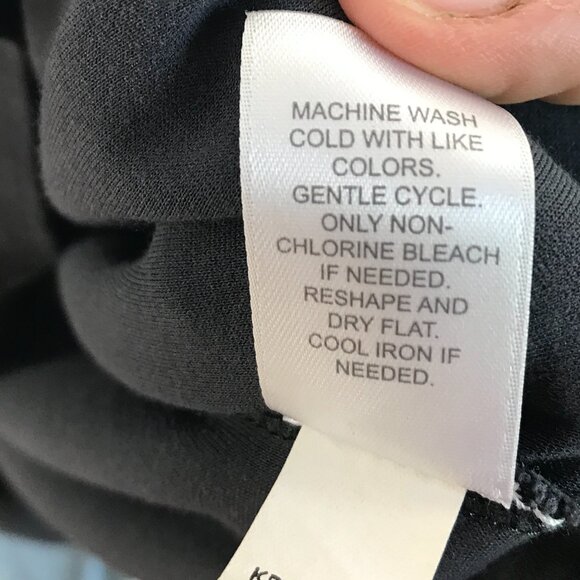 MACHINE WASH
COLD WITH LIKE
COLORS.
GENTLE CYCLE.
ONLY NON-
CHLORINE BLEACH
IF NEEDED.
RESHAPE AND
DRY FLAT.
COOL IRON IF
NEEDED.